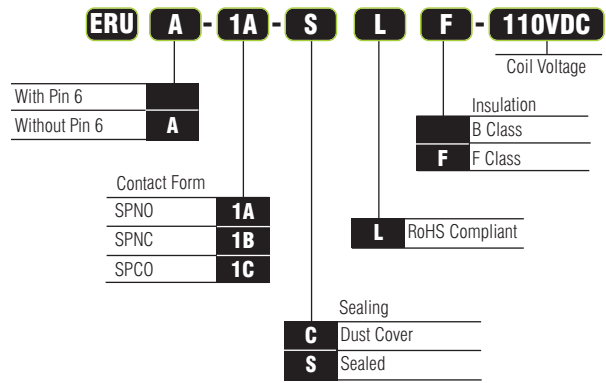 ERU A - 1A - S L F - 110VDC
Coil Voltage
With Pin 6
Without Pin 6 A
Insulation
B Class
F F Class
Contact Form
SPNO 1A
SPNC 1B
SPCO 1C
L RoHS Compliant
Sealing
C Dust Cover
S Sealed